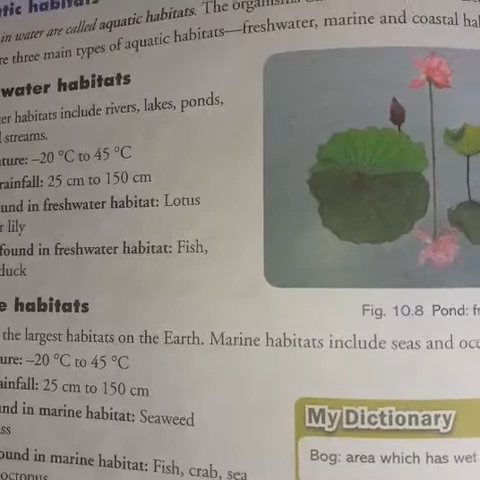 tic habitats
in water are called aquatic habitats. The organisms
re three main types of aquatic habitats—freshwater, marine and coastal hab
water habitats
er habitats include rivers, lakes, ponds,
streams.
ture: –20 °C to 45 °C
rainfall: 25 cm to 150 cm
und in freshwater habitat: Lotus
r lily
found in freshwater habitat: Fish,
duck
Fig. 10.8 Pond: fr
e habitats
the largest habitats on the Earth. Marine habitats include seas and oce
ure: –20 °C to 45 °C
ainfall: 25 cm to 150 cm
nd in marine habitat: Seaweed
ss
ound in marine habitat: Fish, crab, sea
octopus
My Dictionary
Bog: area which has wet